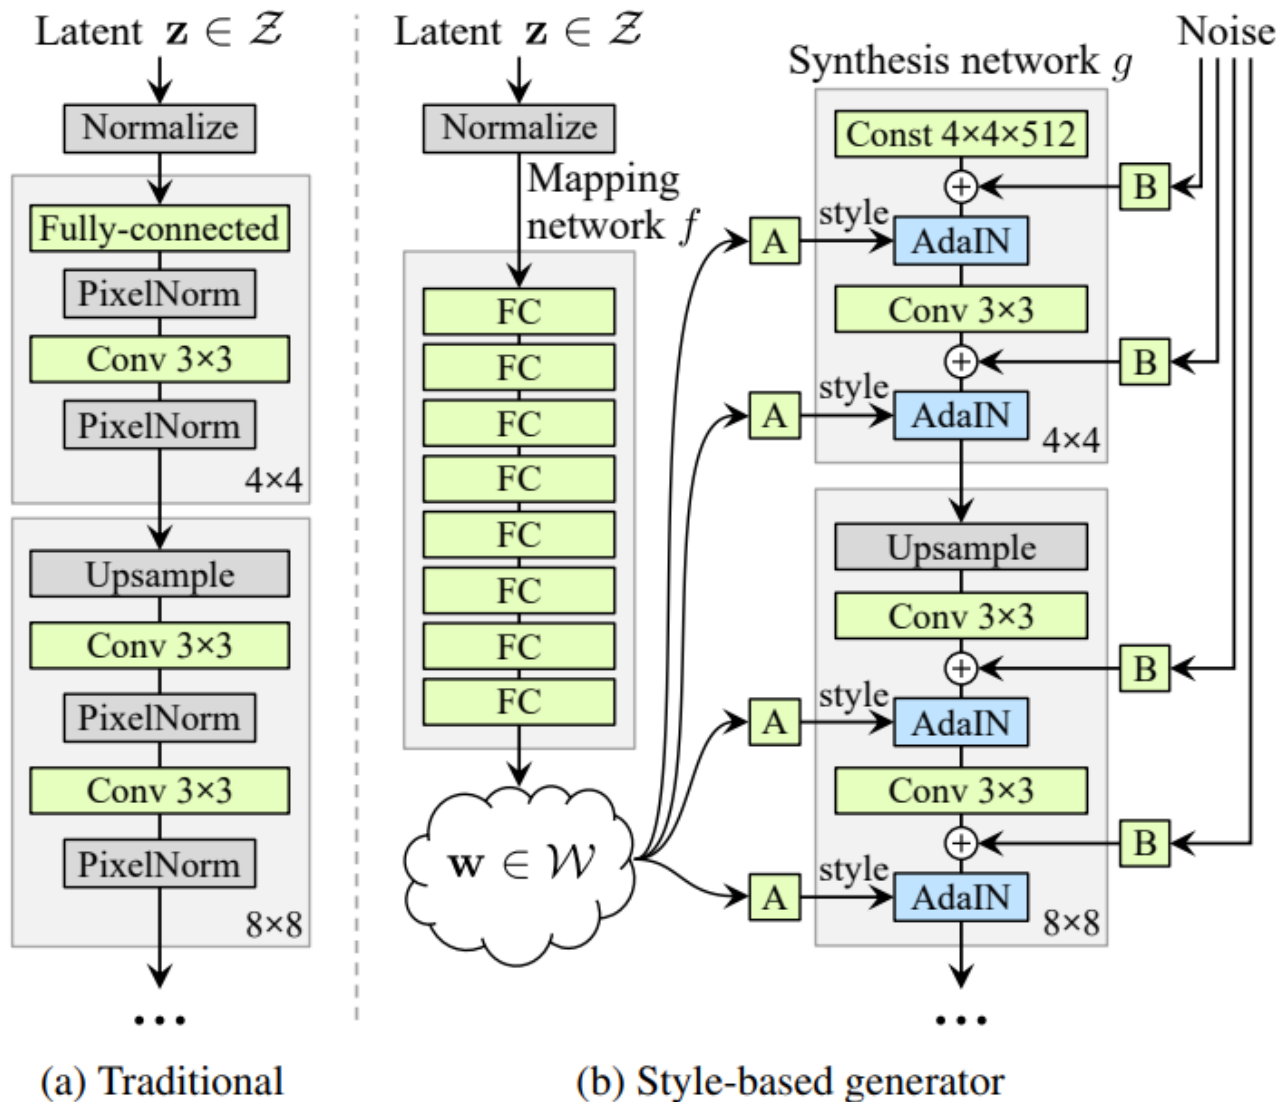 Latent z ∈ 𝒵
Normalize
Fully-connected
PixelNorm
Conv 3×3
PixelNorm
4×4
Upsample
Conv 3×3
PixelNorm
Conv 3×3
PixelNorm
8×8
...
(a) Traditional
Latent z ∈ 𝒵
Normalize
Mapping
network f
FC
FC
FC
FC
FC
FC
FC
FC
w ∈ 𝒲
A
style
A
style
A
style
A
style
Synthesis network g
Const 4×4×512
+
AdaIN
Conv 3×3
+
AdaIN
4×4
Upsample
Conv 3×3
+
AdaIN
Conv 3×3
+
AdaIN
8×8
...
Noise
B
B
B
B
(b) Style-based generator